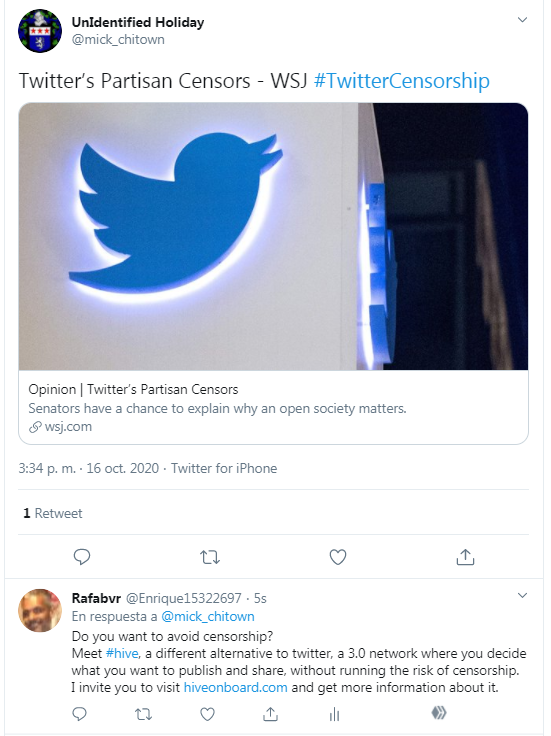 UnIdentified Holiday
@mick_chitown
Twitter's Partisan Censors - WSJ #TwitterCensorship
Opinion | Twitter's Partisan Censors
Senators have a chance to explain why an open society matters.
wsj.com
3:34 p. m. · 16 oct. 2020 · Twitter for iPhone
1 Retweet
Rafabvr @Enrique15322697 · 5s
En respuesta a @mick_chitown
Do you want to avoid censorship?
Meet #hive, a different alternative to twitter, a 3.0 network where you decide
what you want to publish and share, without running the risk of censorship.
I invite you to visit hiveonboard.com and get more information about it.